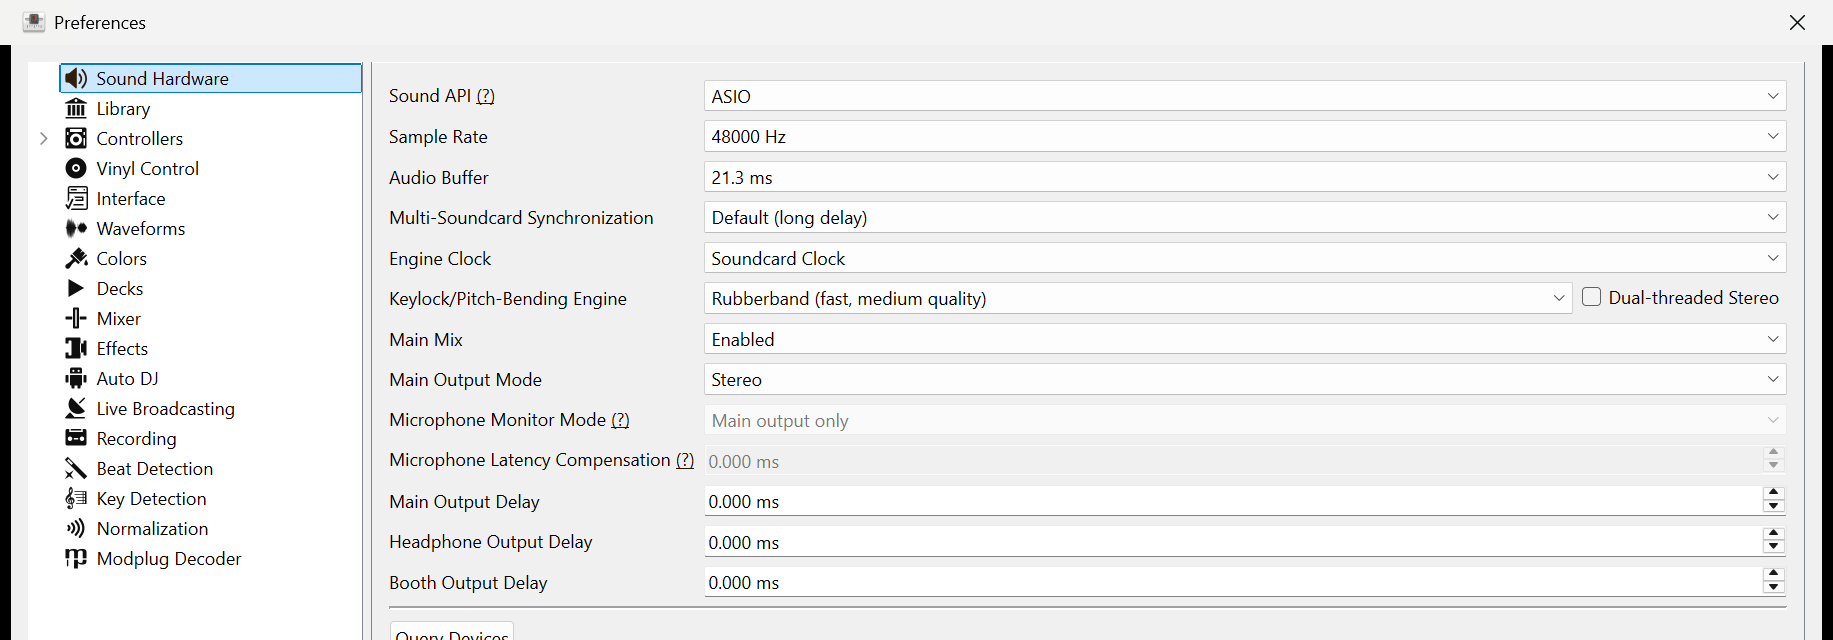 Preferences
Sound Hardware
Library
Controllers
Vinyl Control
Interface
Waveforms
Colors
Decks
Mixer
Effects
Auto DJ
Live Broadcasting
Recording
Beat Detection
Key Detection
Normalization
Modplug Decoder
Sound API (?) ASIO
Sample Rate 48000 Hz
Audio Buffer 21.3 ms
Multi-Soundcard Synchronization Default (long delay)
Engine Clock Soundcard Clock
Keylock/Pitch-Bending Engine Rubberband (fast, medium quality) Dual-threaded Stereo
Main Mix Enabled
Main Output Mode Stereo
Microphone Monitor Mode (?) Main output only
Microphone Latency Compensation (?) 0.000 ms
Main Output Delay 0.000 ms
Headphone Output Delay 0.000 ms
Booth Output Delay 0.000 ms
Query Devices